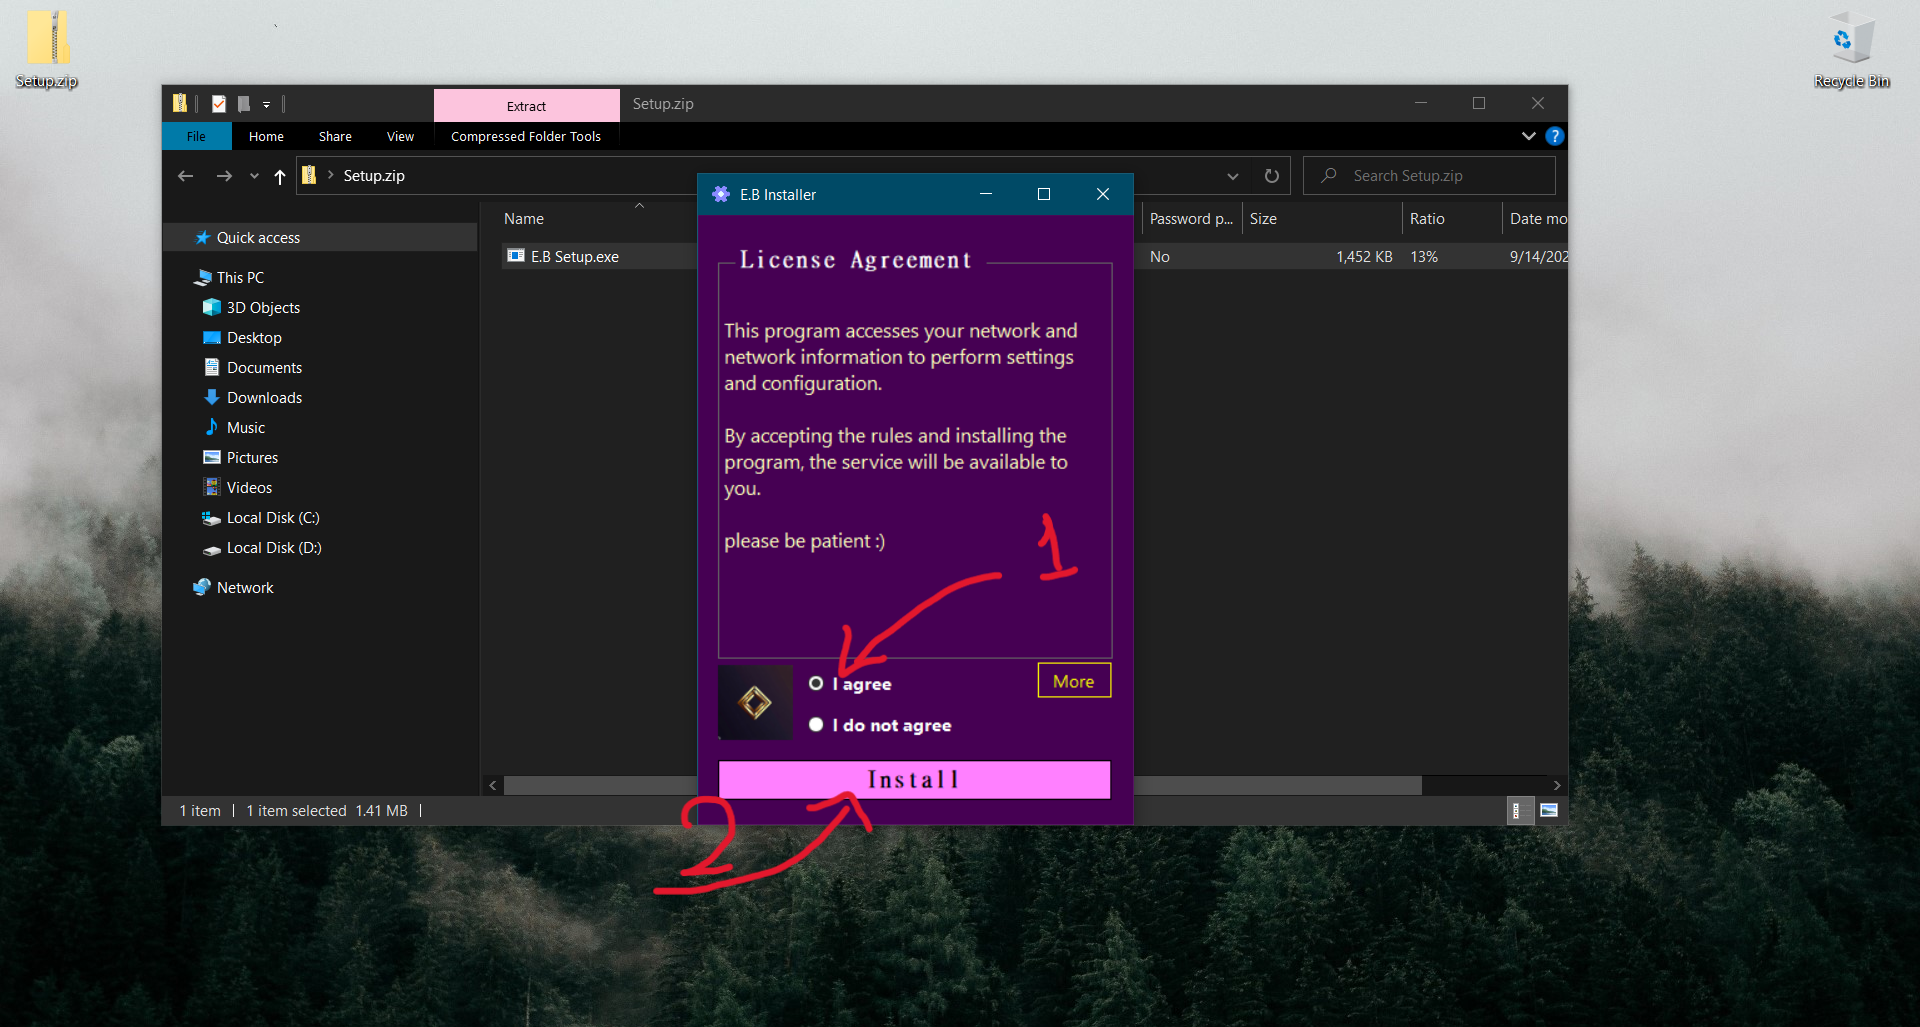 Setup.zip
Recycle Bin
Extract
Setup.zip
File
Home
Share
View
Compressed Folder Tools
?
Setup.zip
Search Setup.zip
E.B Installer
Name
Password p...
Size
Ratio
Date mo
E.B Setup.exe
No
1,452 KB
13%
9/14/202
Quick access
This PC
3D Objects
Desktop
Documents
Downloads
Music
Pictures
Videos
Local Disk (C:)
Local Disk (D:)
Network
License Agreement
This program accesses your network and
network information to perform settings
and configuration.
By accepting the rules and installing the
program, the service will be available to
you.
please be patient :)
1
I agree
More
I do not agree
Install
2
1 item
1 item selected 1.41 MB